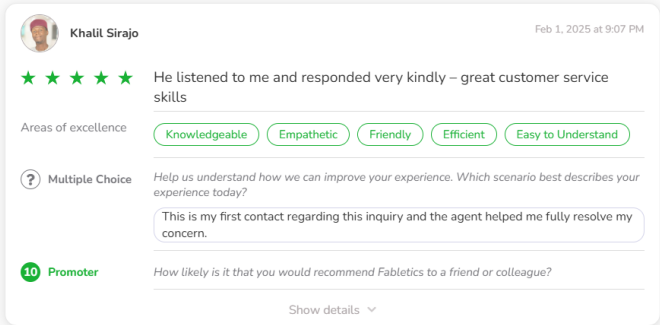 Khalil Sirajo
Feb 1, 2025 at 9:07 PM
He listened to me and responded very kindly – great customer service
skills
Areas of excellence
Knowledgeable
Empathetic
Friendly
Efficient
Easy to Understand
? Multiple Choice
Help us understand how we can improve your experience. Which scenario best describes your
experience today?
This is my first contact regarding this inquiry and the agent helped me fully resolve my
concern.
10 Promoter
How likely is it that you would recommend Fabletics to a friend or colleague?
Show details